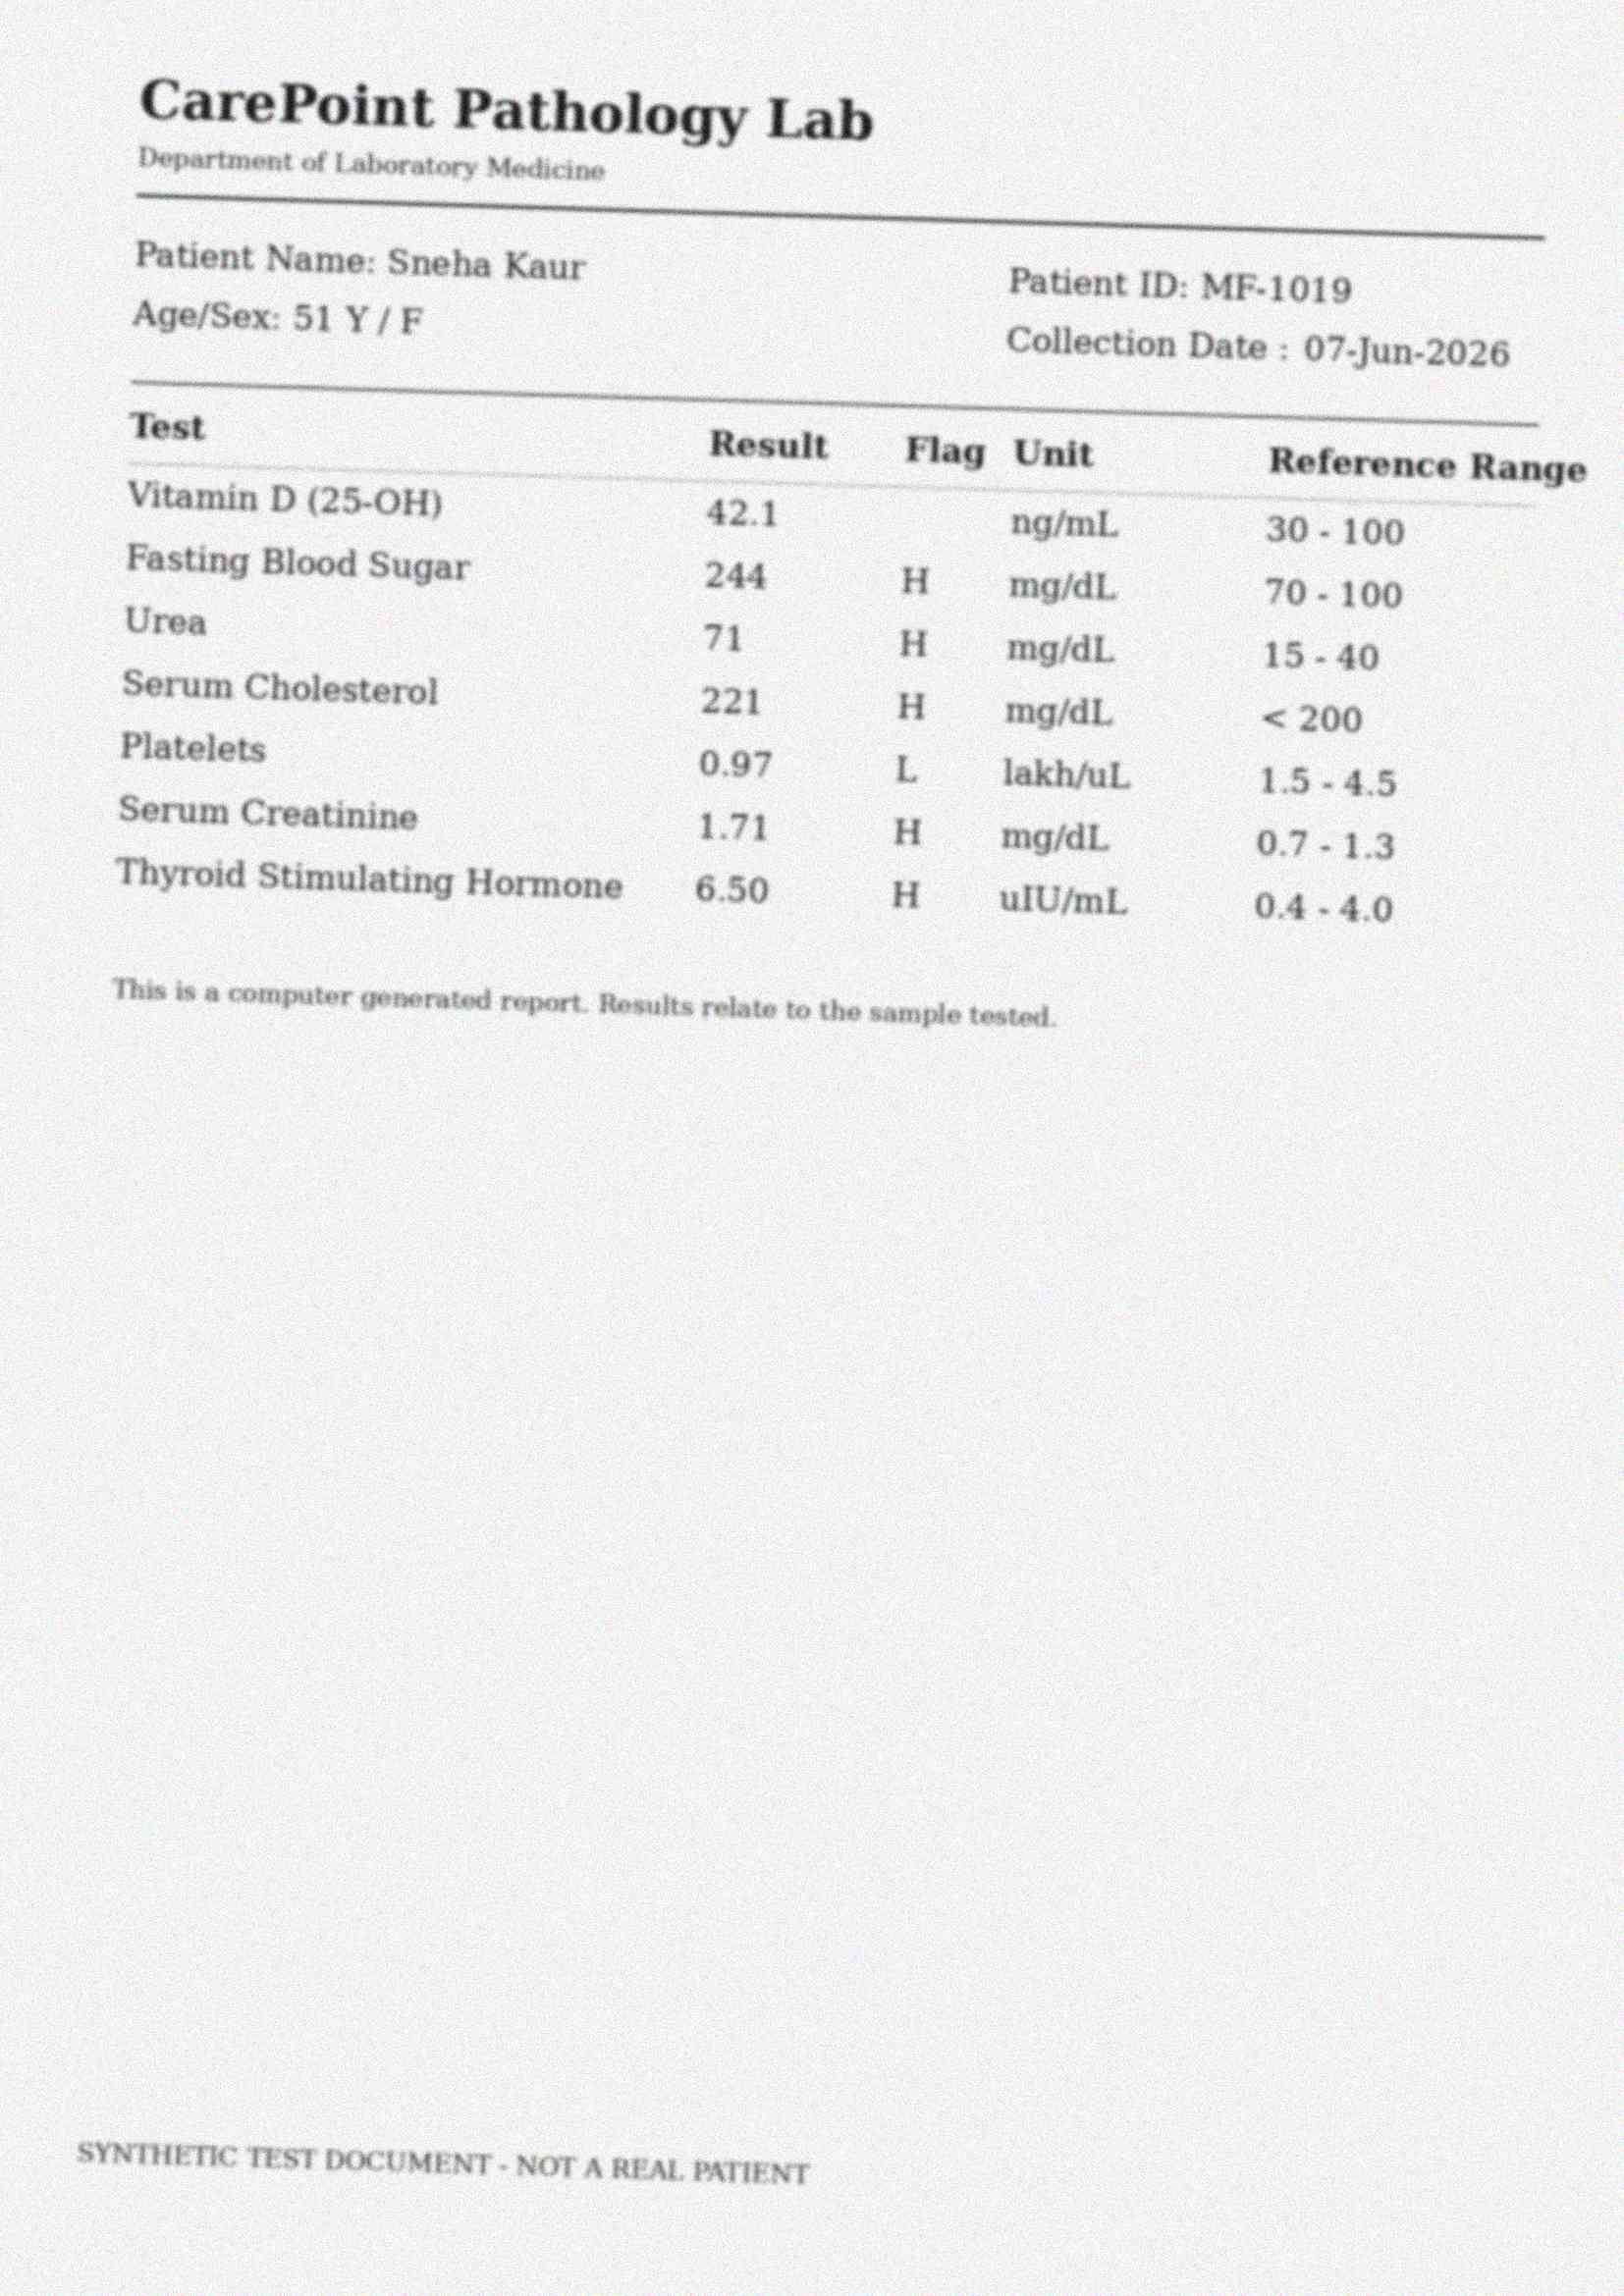 CarePoint Pathology Lab
Department of Laboratory Medicine
Patient Name: Sneha Kaur Patient ID: MF-1019
Age/Sex: 51 Y / F Collection Date : 07-Jun-2026
Test Result Flag Unit Reference Range
Vitamin D (25-OH) 42.1 ng/mL 30 - 100
Fasting Blood Sugar 244 H mg/dL 70 - 100
Urea 71 H mg/dL 15 - 40
Serum Cholesterol 221 H mg/dL < 200
Platelets 0.97 L lakh/uL 1.5 - 4.5
Serum Creatinine 1.71 H mg/dL 0.7 - 1.3
Thyroid Stimulating Hormone 6.50 H uIU/mL 0.4 - 4.0
This is a computer generated report. Results relate to the sample tested.
SYNTHETIC TEST DOCUMENT - NOT A REAL PATIENT